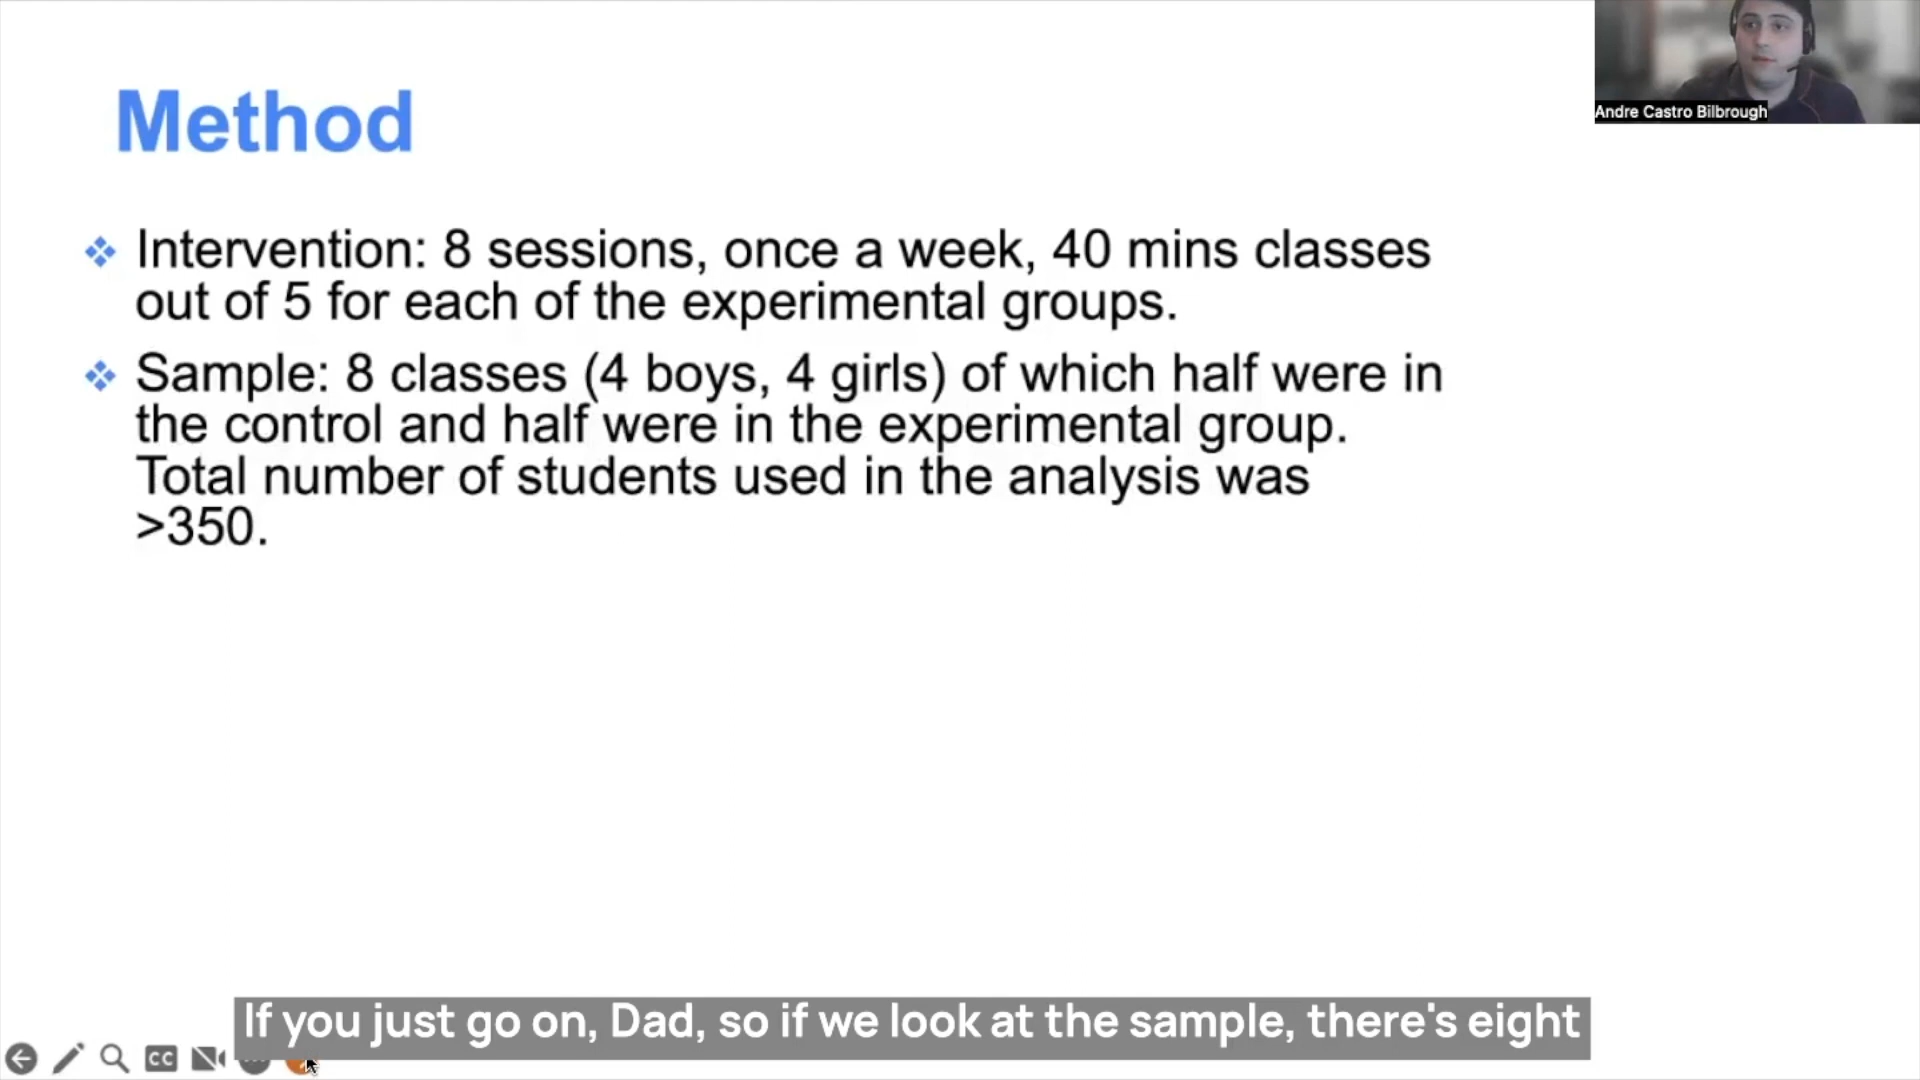 Method
Andre Castro Bilbrough
Intervention: 8 sessions, once a week, 40 mins classes
out of 5 for each of the experimental groups.
Sample: 8 classes (4 boys, 4 girls) of which half were in
the control and half were in the experimental group.
Total number of students used in the analysis was
>350.
If you just go on, Dad, so if we look at the sample, there's eight
CC